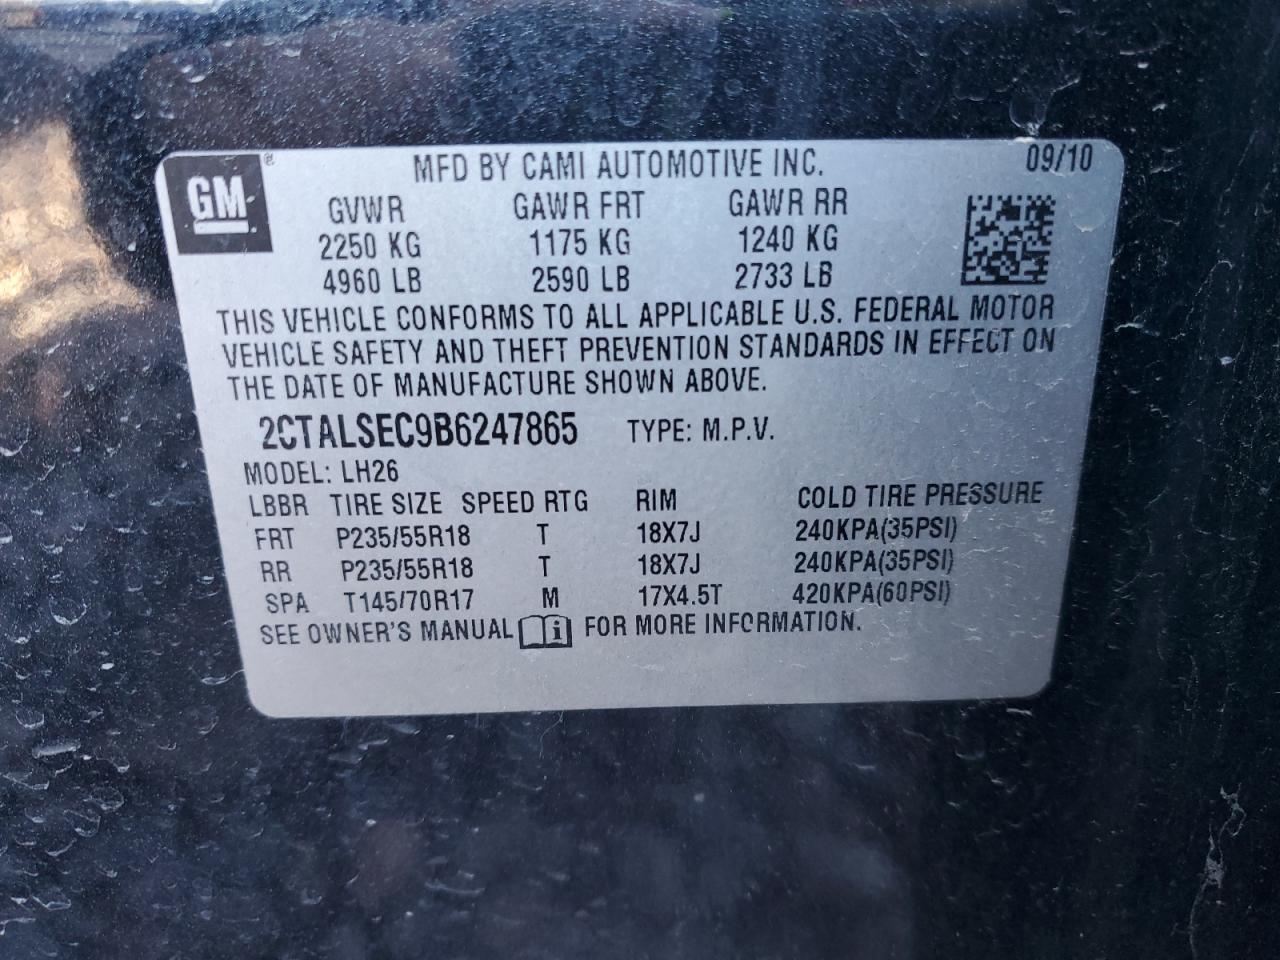 GM ® MFD BY CAMI AUTOMOTIVE INC. 09/10
GVWR GAWR FRT GAWR RR
2250 KG 1175 KG 1240 KG
4960 LB 2590 LB 2733 LB
THIS VEHICLE CONFORMS TO ALL APPLICABLE U.S. FEDERAL MOTOR
VEHICLE SAFETY AND THEFT PREVENTION STANDARDS IN EFFECT ON
THE DATE OF MANUFACTURE SHOWN ABOVE.
2CTALSEC9B6247865 TYPE: M.P.V.
MODEL: LH26
LBBR TIRE SIZE SPEED RTG RIM COLD TIRE PRESSURE
FRT P235/55R18 T 18X7J 240KPA(35PSI)
RR P235/55R18 T 18X7J 240KPA(35PSI)
SPA T145/70R17 M 17X4.5T 420KPA(60PSI)
SEE OWNER'S MANUAL i FOR MORE INFORMATION.